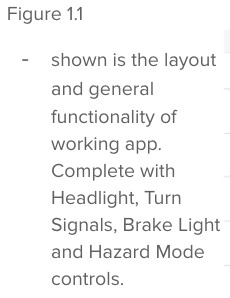 Figure 1.1
- shown is the layout
and general
functionality of
working app.
Complete with
Headlight, Turn
Signals, Brake Light
and Hazard Mode
controls.